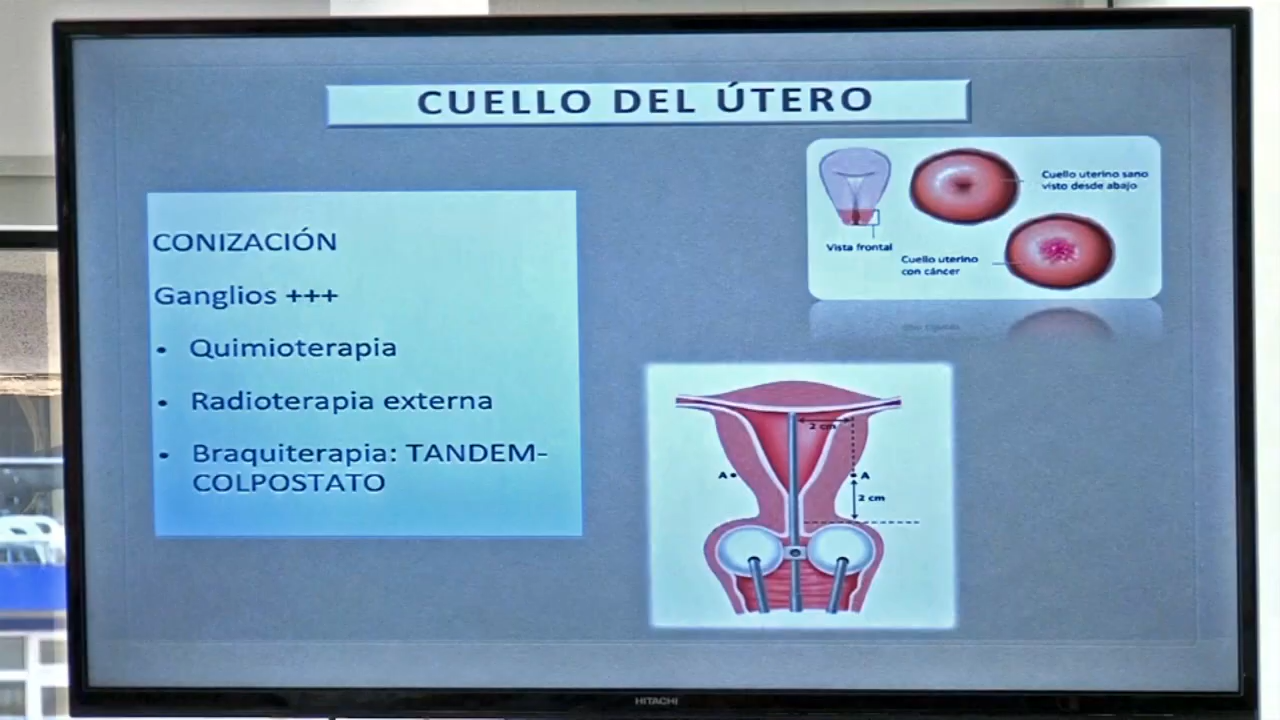 CUELLO DEL ÚTERO
CONIZACIÓN
Ganglios +++
• Quimioterapia
• Radioterapia externa
• Braquiterapia: TANDEM-
COLPOSTATO
Cuello uterino sano
visto desde abajo
Vista frontal
Cuello uterino
con cáncer
2 cm
A
A
2 cm
HITACHI